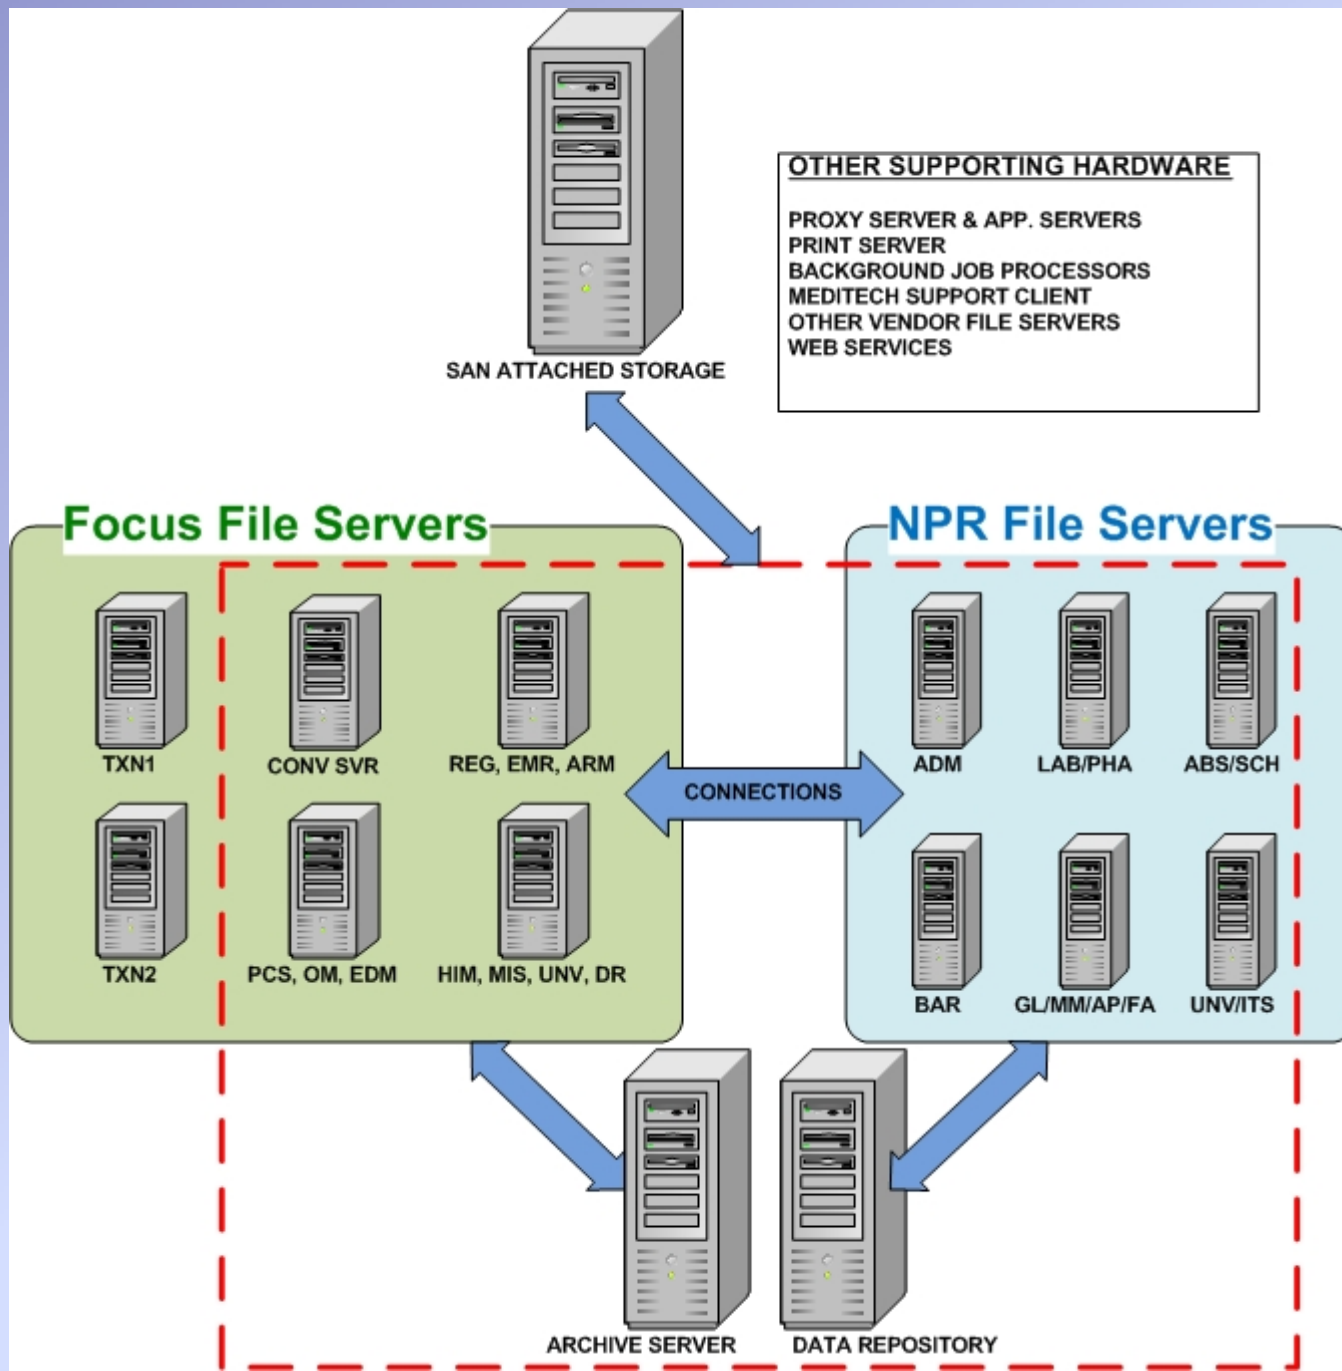 SAN ATTACHED STORAGE
OTHER SUPPORTING HARDWARE
PROXY SERVER & APP. SERVERS
PRINT SERVER
BACKGROUND JOB PROCESSORS
MEDITECH SUPPORT CLIENT
OTHER VENDOR FILE SERVERS
WEB SERVICES
Focus File Servers
TXN1
CONV SVR
REG, EMR, ARM
TXN2
PCS, OM, EDM
HIM, MIS, UNV, DR
CONNECTIONS
NPR File Servers
ADM
LAB/PHA
ABS/SCH
BAR
GL/MM/AP/FA
UNV/ITS
ARCHIVE SERVER
DATA REPOSITORY